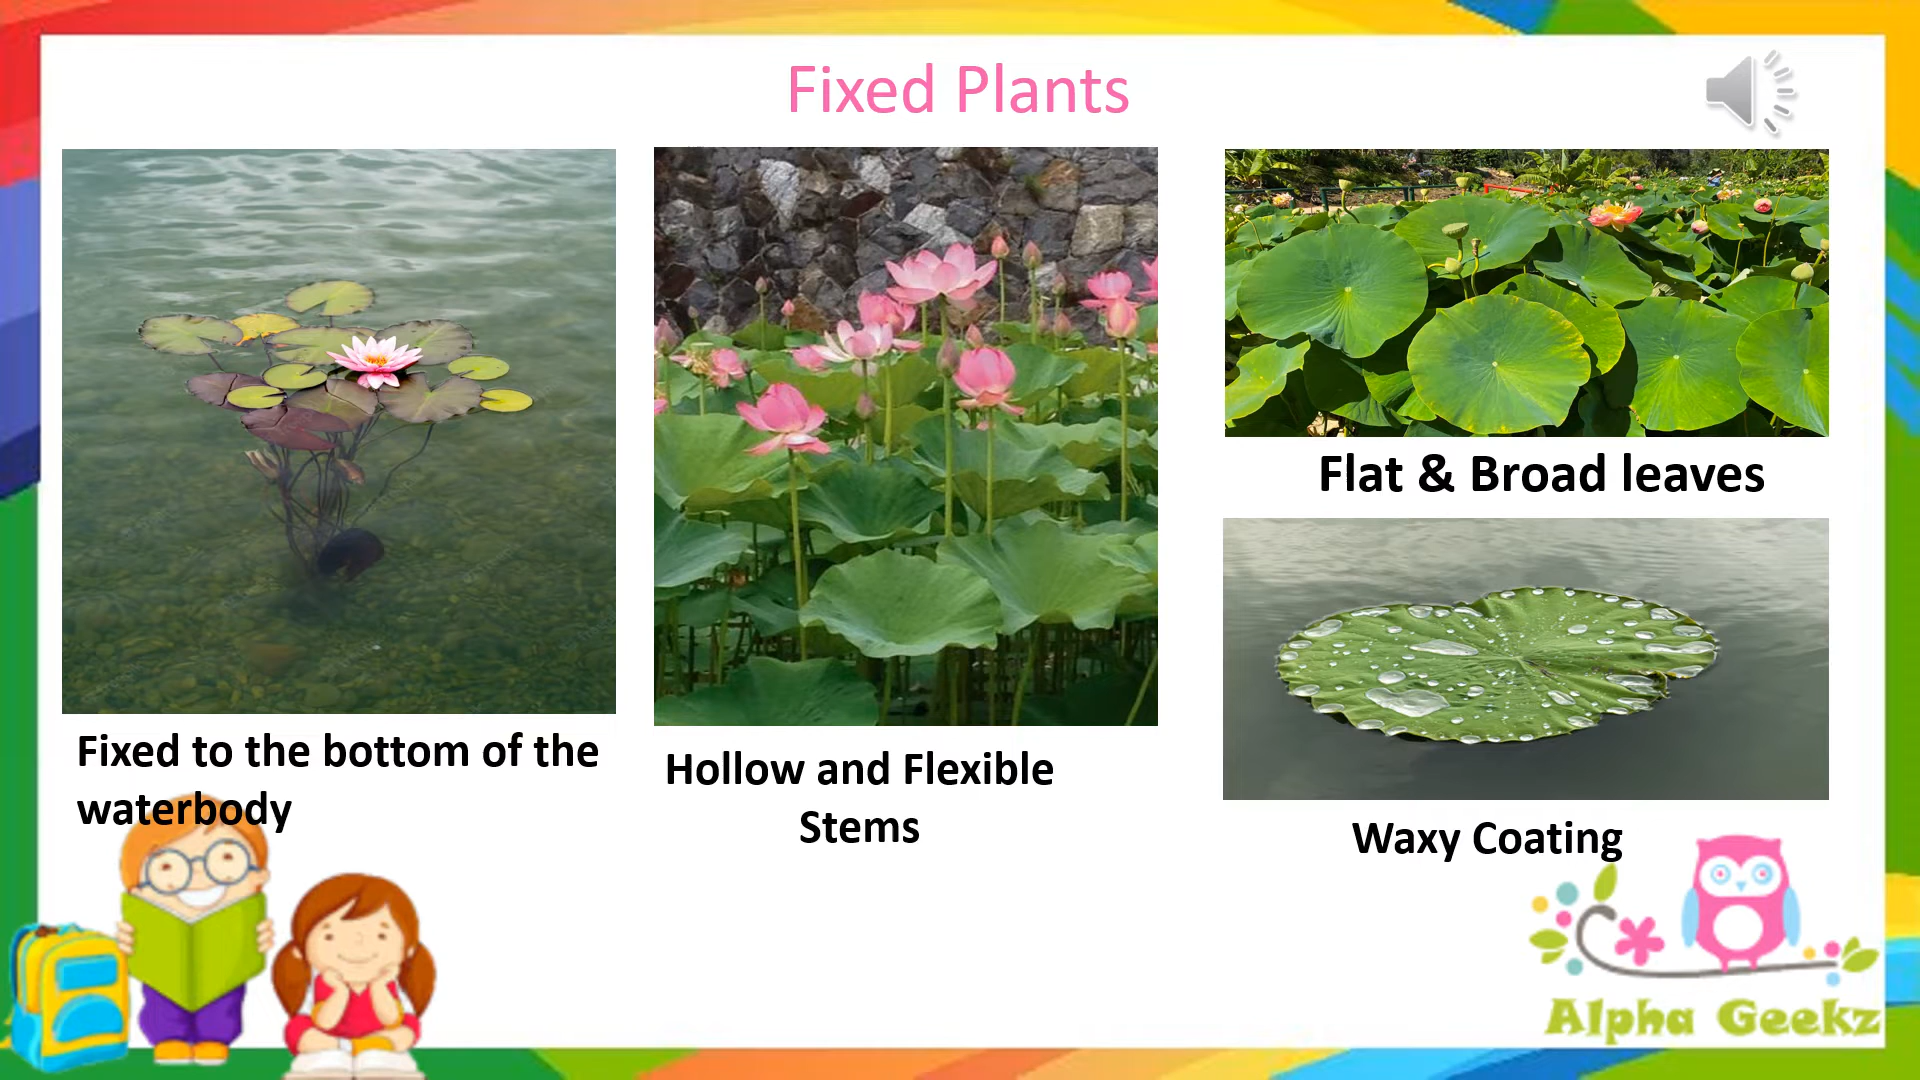 Fixed Plants
Fixed to the bottom of the
waterbody
Hollow and Flexible
Stems
Flat & Broad leaves
Waxy Coating
Alpha Geekz